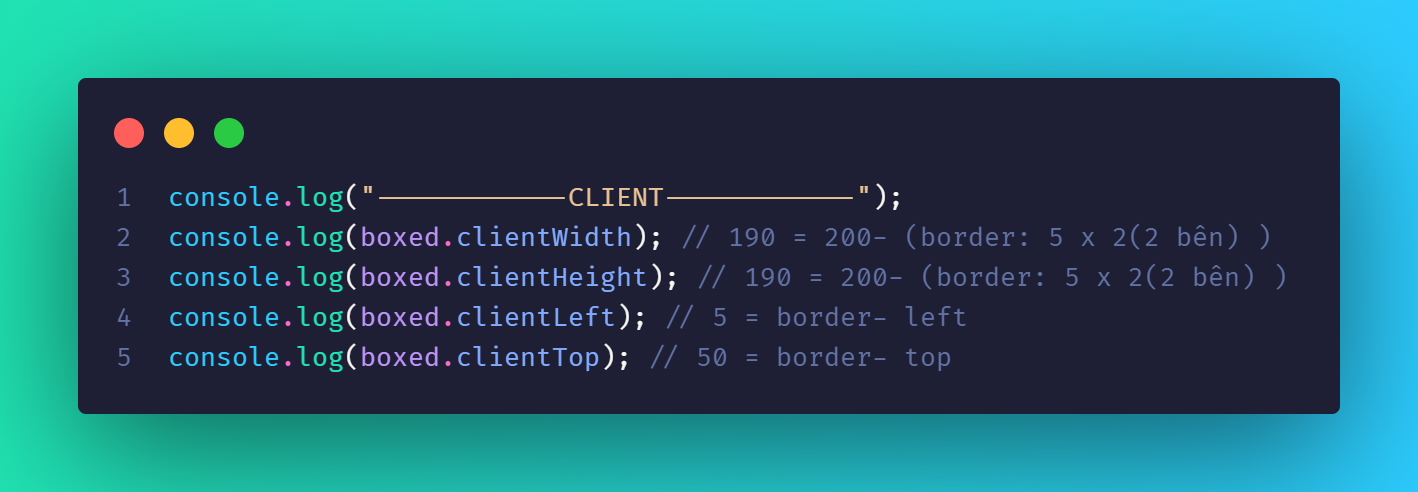 1 console.log("————————————CLIENT————————————");
2 console.log(boxed.clientWidth); // 190 = 200- (border: 5 x 2(2 bên) )
3 console.log(boxed.clientHeight); // 190 = 200- (border: 5 x 2(2 bên) )
4 console.log(boxed.clientLeft); // 5 = border- left
5 console.log(boxed.clientTop); // 50 = border- top